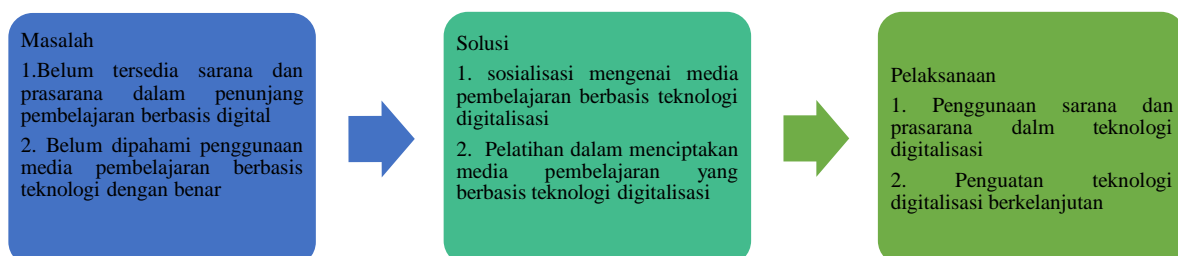 Masalah
1.Belum tersedia sarana dan
prasarana dalam penunjang
pembelajaran berbasis digital
2. Belum dipahami penggunaan
media pembelajaran berbasis
teknologi dengan benar
Solusi
1. sosialisasi mengenai media
pembelajaran berbasis teknologi
digitalisasi
2. Pelatihan dalam menciptakan
media pembelajaran yang
berbasis teknologi digitalisasi
Pelaksanaan
1. Penggunaan sarana dan
prasarana dalm teknologi
digitalisasi
2. Penguatan teknologi
digitalisasi berkelanjutan